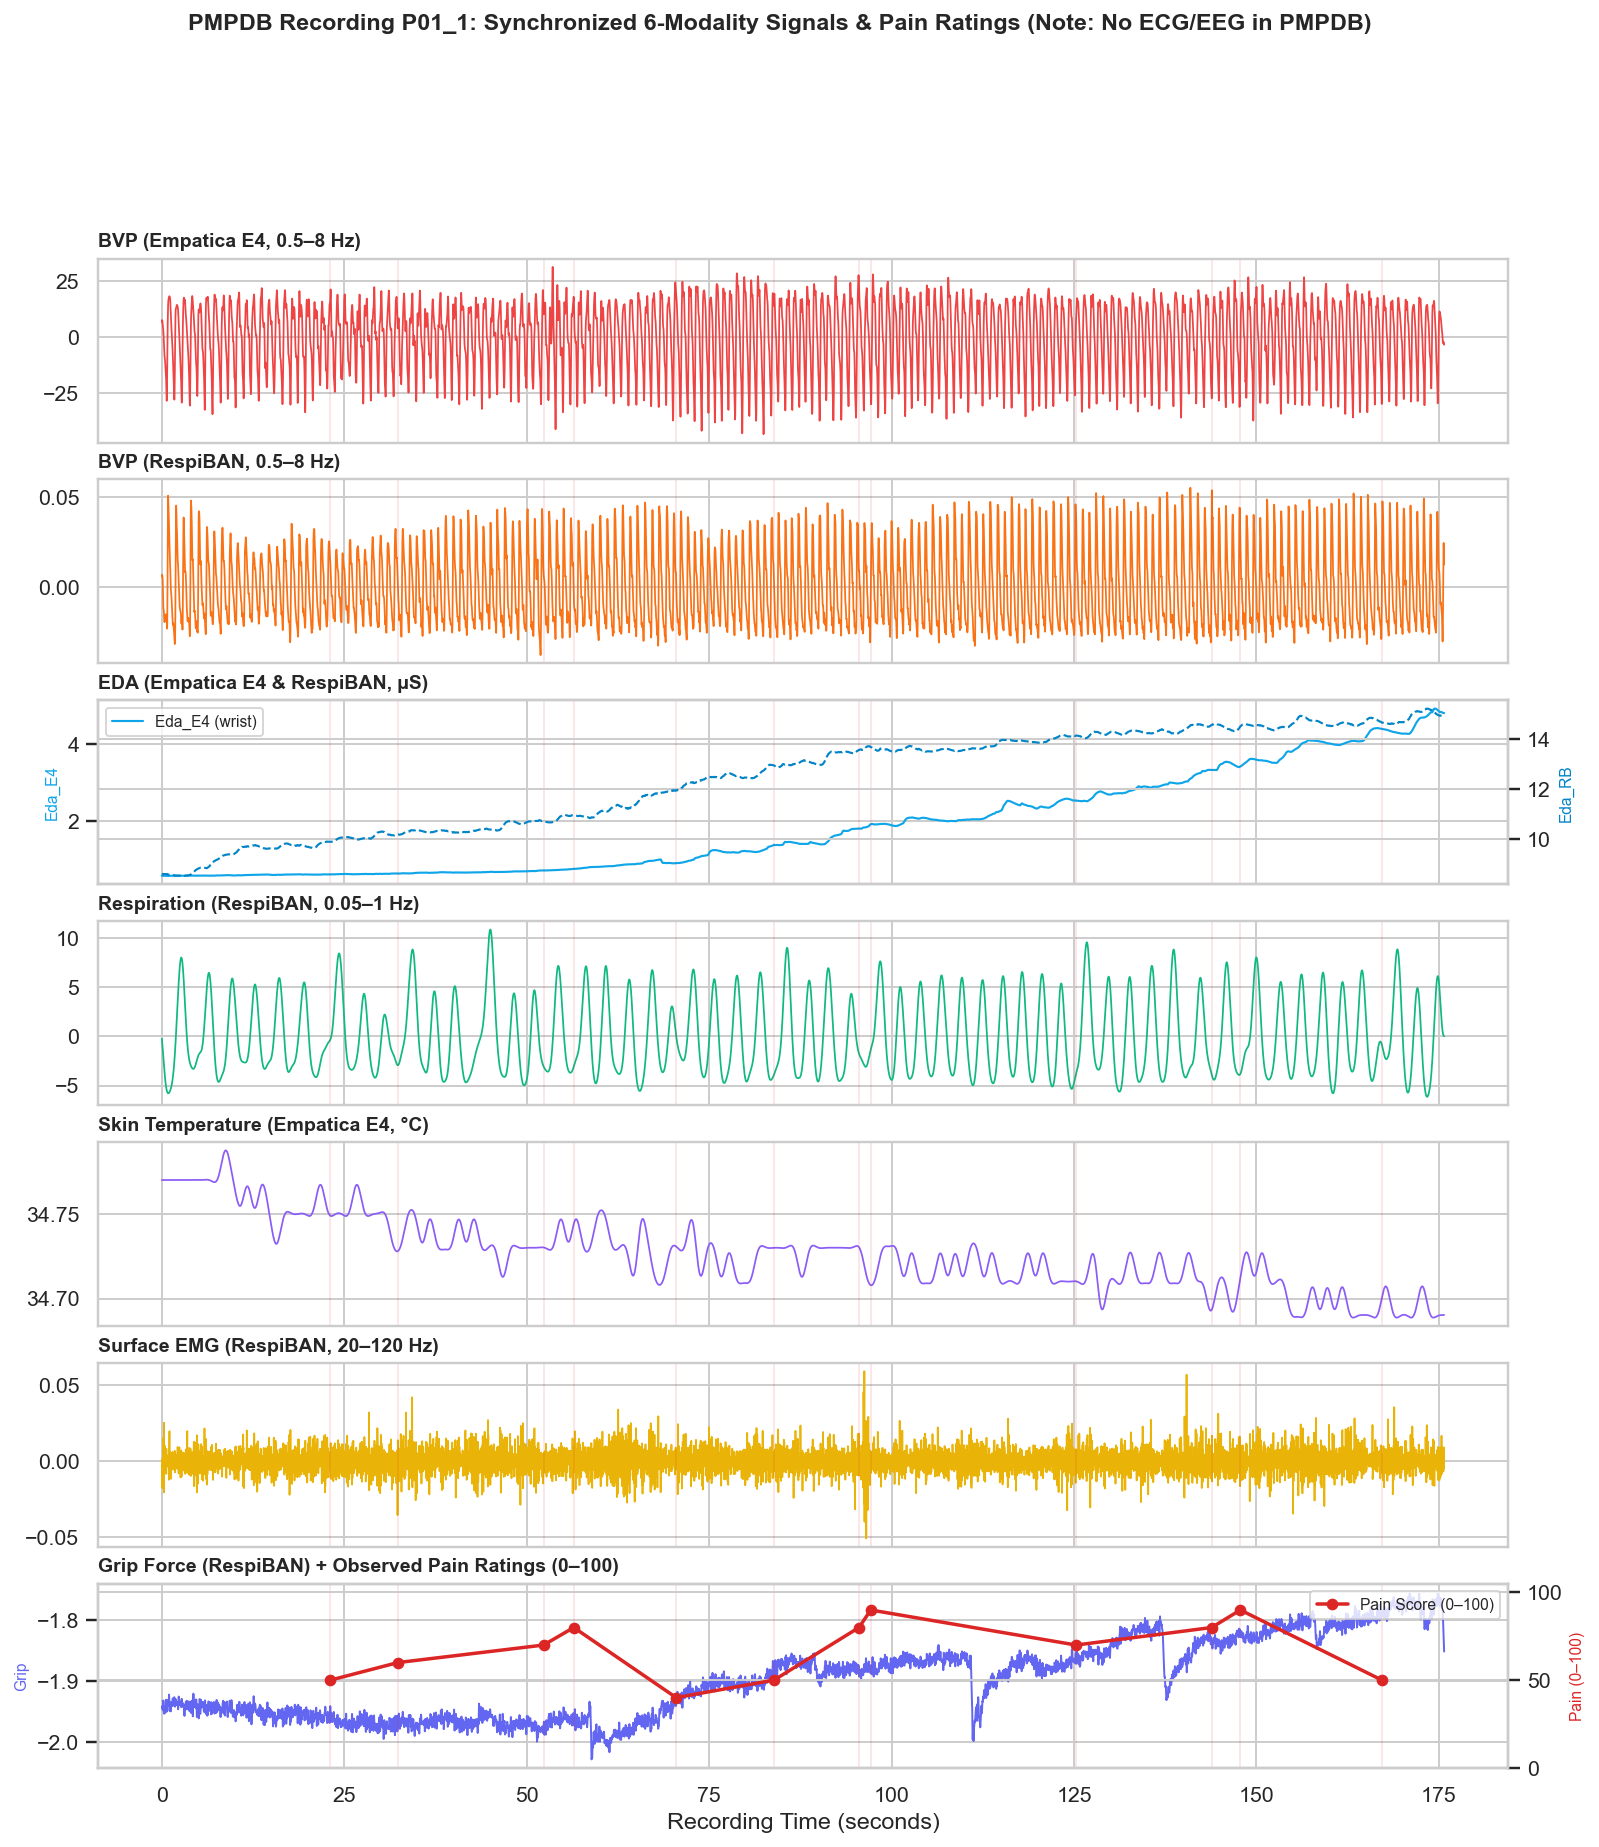 PMPDB Recording P01_1: Synchronized 6-Modality Signals & Pain Ratings (Note: No ECG/EEG in PMPDB)
BVP (Empatica E4, 0.5–8 Hz)
25
0
−25
BVP (RespiBAN, 0.5–8 Hz)
0.05
0.00
EDA (Empatica E4 & RespiBAN, µS)
Eda_E4 (wrist)
4
2
Eda_E4
14
12
10
Eda_RB
Respiration (RespiBAN, 0.05–1 Hz)
10
5
0
−5
Skin Temperature (Empatica E4, °C)
34.75
34.70
Surface EMG (RespiBAN, 20–120 Hz)
0.05
0.00
−0.05
Grip Force (RespiBAN) + Observed Pain Ratings (0–100)
Pain Score (0–100)
−1.8
−1.9
−2.0
Grip
100
50
0
Pain (0–100)
0 25 50 75 100 125 150 175
Recording Time (seconds)